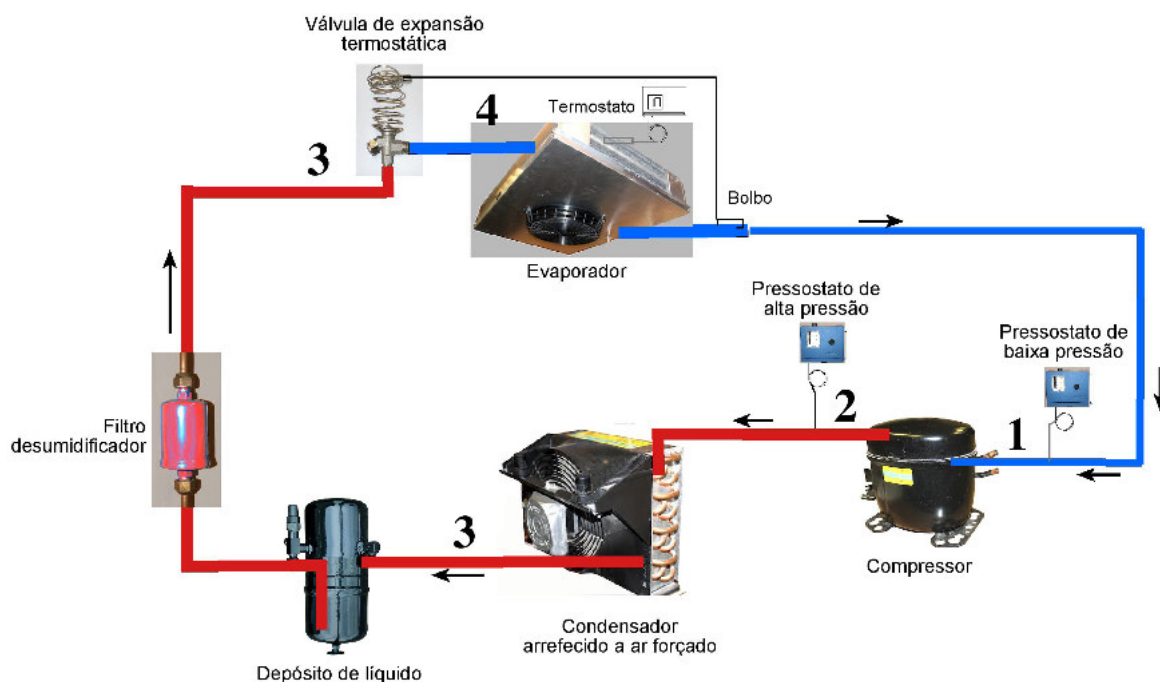 Válvula de expansão
termostática
4
Termostato
3
Bolbo
Evaporador
Pressostato de
alta pressão
Pressostato de
baixa pressão
2
1
Filtro
desumidificador
3
Compressor
Condensador
arrefecido a ar forçado
Depósito de líquido